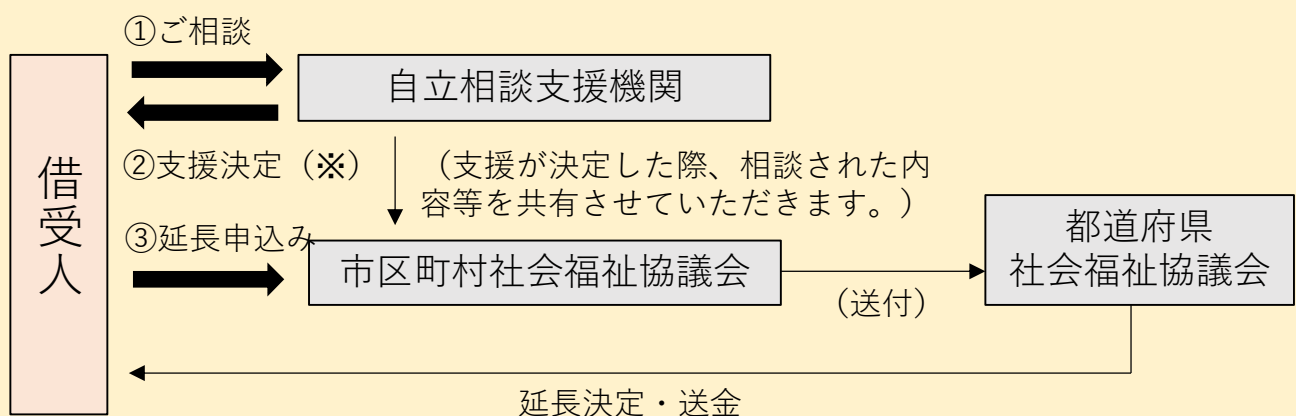 ①ご相談
自立相談支援機関
借受人
②支援決定（※）
（支援が決定した際、相談された内
容等を共有させていただきます。）
③延長申込み
市区町村社会福祉協議会
（送付）
都道府県
社会福祉協議会
延長決定・送金